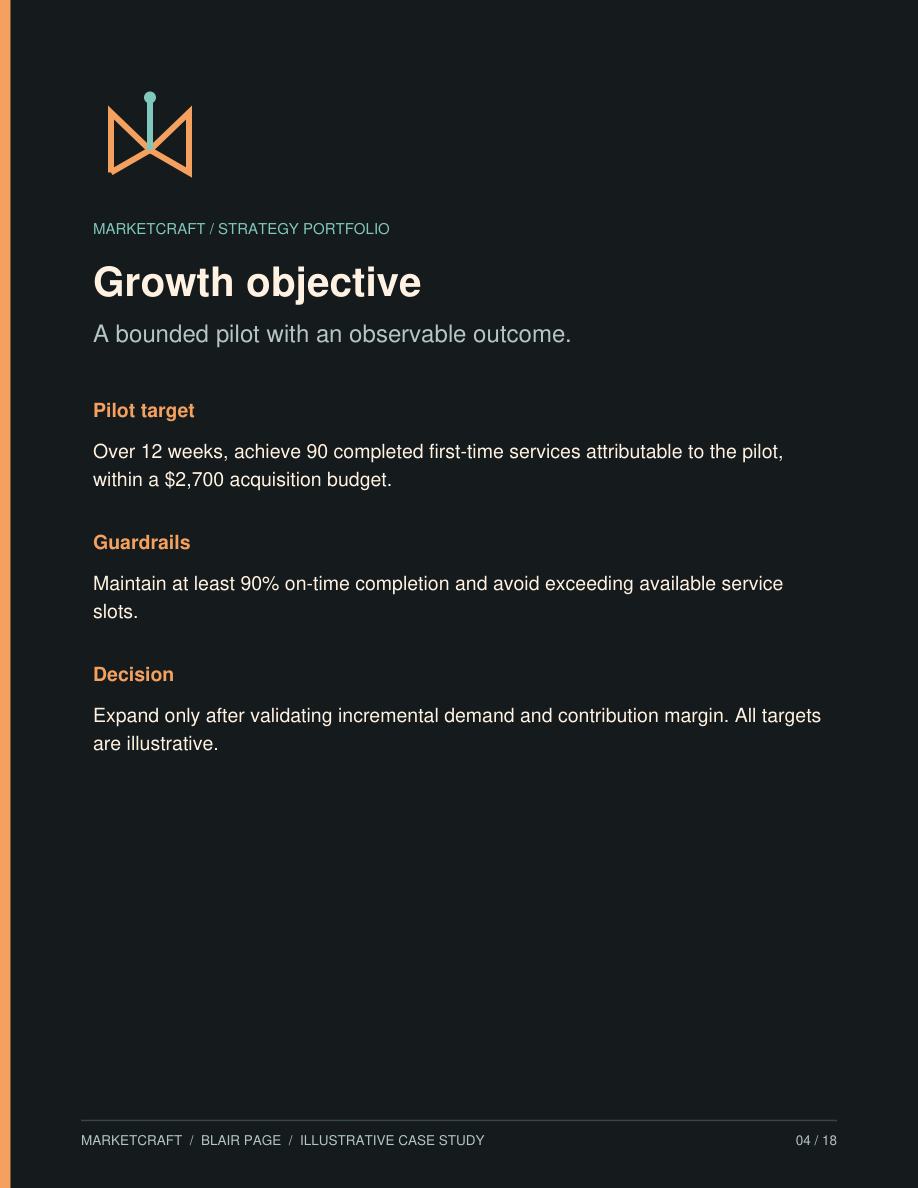 MARKETCRAFT / STRATEGY PORTFOLIO
Growth objective
A bounded pilot with an observable outcome.
Pilot target
Over 12 weeks, achieve 90 completed first-time services attributable to the pilot,
within a $2,700 acquisition budget.
Guardrails
Maintain at least 90% on-time completion and avoid exceeding available service
slots.
Decision
Expand only after validating incremental demand and contribution margin. All targets
are illustrative.
MARKETCRAFT / BLAIR PAGE / ILLUSTRATIVE CASE STUDY 04 / 18